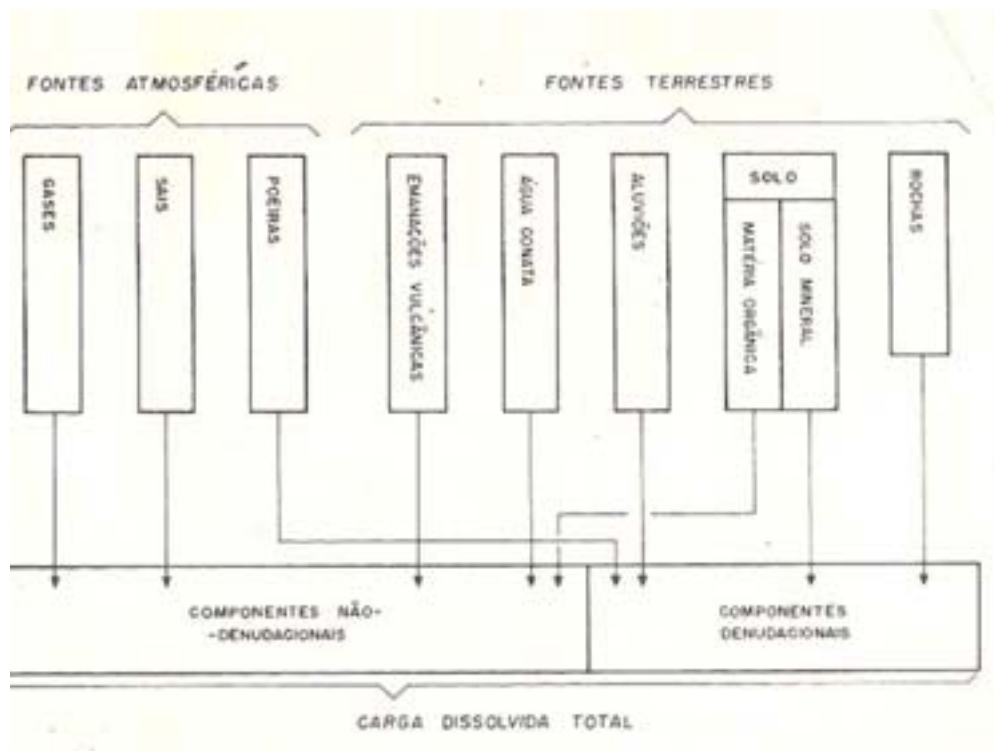 FONTES ATMOSFÉRICAS
FONTES TERRESTRES
GASES
SAIS
POEIRAS
EMANAÇÕES VULCÂNICAS
ÁGUA CONATA
ALUVIÕES
SOLO
MATÉRIA ORGÂNICA
SOLO MINERAL
ROCHAS
COMPONENTES NÃO-
-DENUDACIONAIS
COMPONENTES
DENUDACIONAIS
CARGA DISSOLVIDA TOTAL